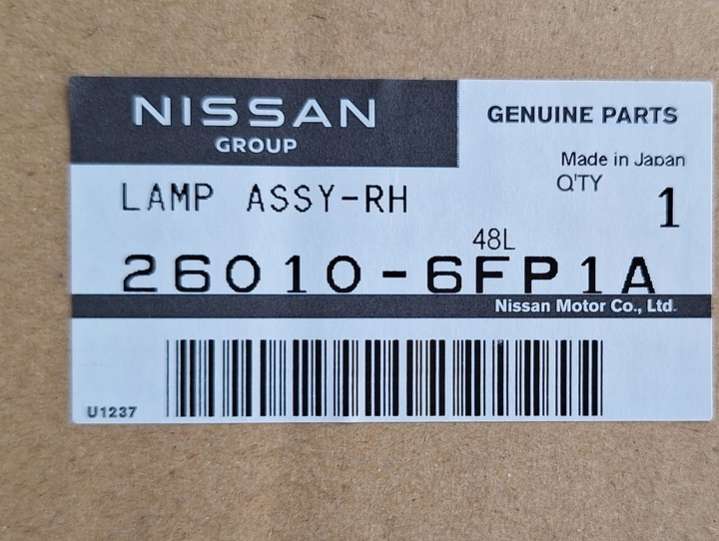 NISSAN
GROUP
GENUINE PARTS
Made in Japan
LAMP ASSY-RH
Q'TY
1
48L
26010-6FP1A
Nissan Motor Co., Ltd.
U1237